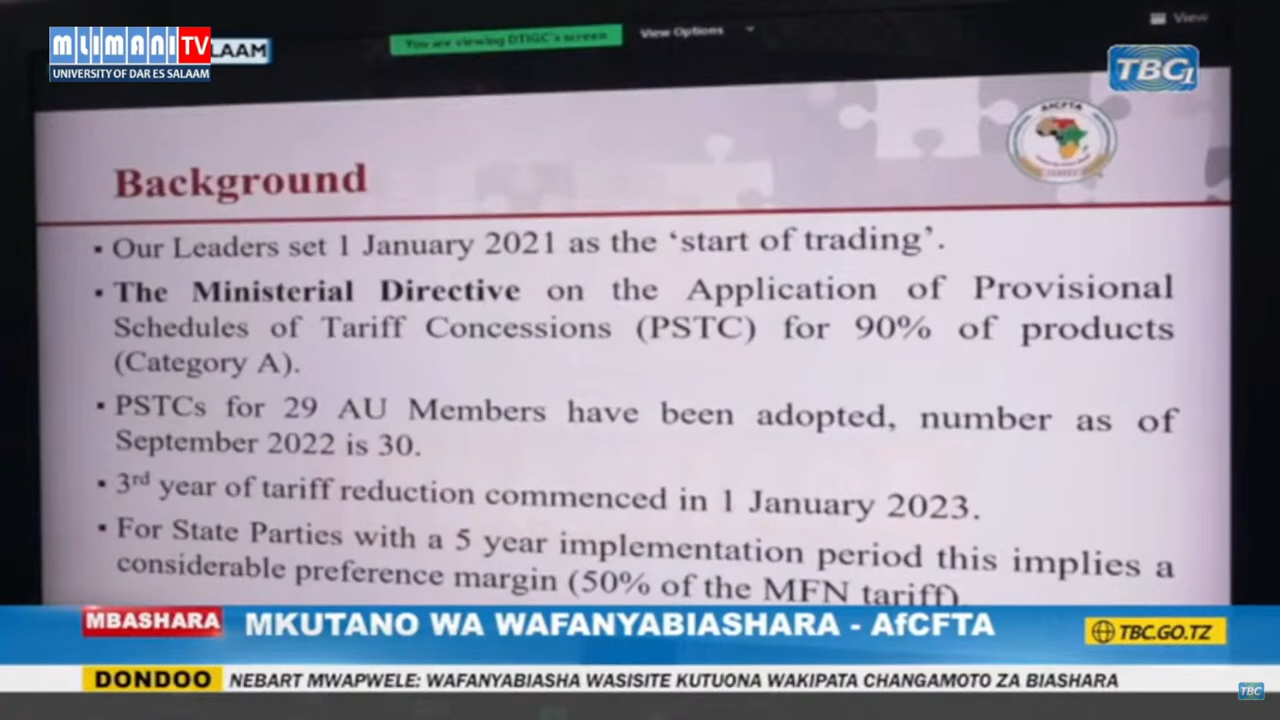 MLIMANI TV
LAAM
UNIVERSITY OF DAR ES SALAAM
You are viewing DTIGC's screen
View Options
View
TBC1
AfCFTA
Background
▪ Our Leaders set 1 January 2021 as the ‘start of trading’.
▪ The Ministerial Directive on the Application of Provisional
Schedules of Tariff Concessions (PSTC) for 90% of products
(Category A).
▪ PSTCs for 29 AU Members have been adopted, number as of
September 2022 is 30.
▪ 3rd year of tariff reduction commenced in 1 January 2023.
▪ For State Parties with a 5 year implementation period this implies a
considerable preference margin (50% of the MFN tariff)
MBASHARA
MKUTANO WA WAFANYABIASHARA - AfCFTA
TBC.GO.TZ
DONDOO
NEBART MWAPWELE: WAFANYABIASHA WASISITE KUTUONA WAKIPATA CHANGAMOTO ZA BIASHARA
TBC